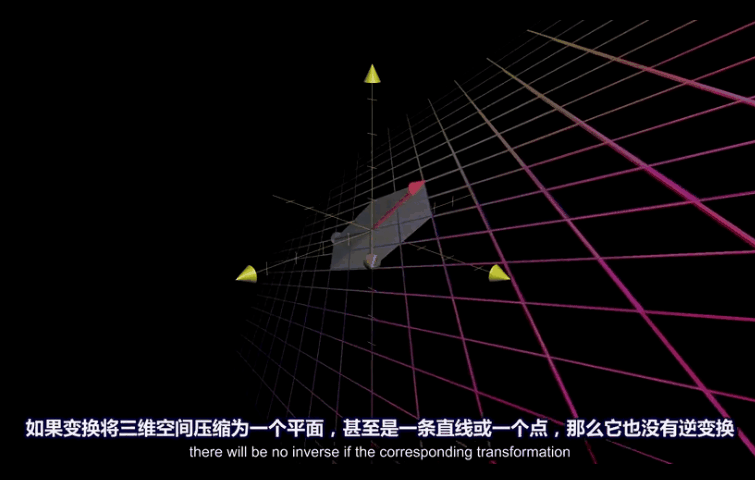 如果变换将三维空间压缩为一个平面，甚至是一条直线或一个点，那么它也没有逆变换
there will be no inverse if the corresponding transformation